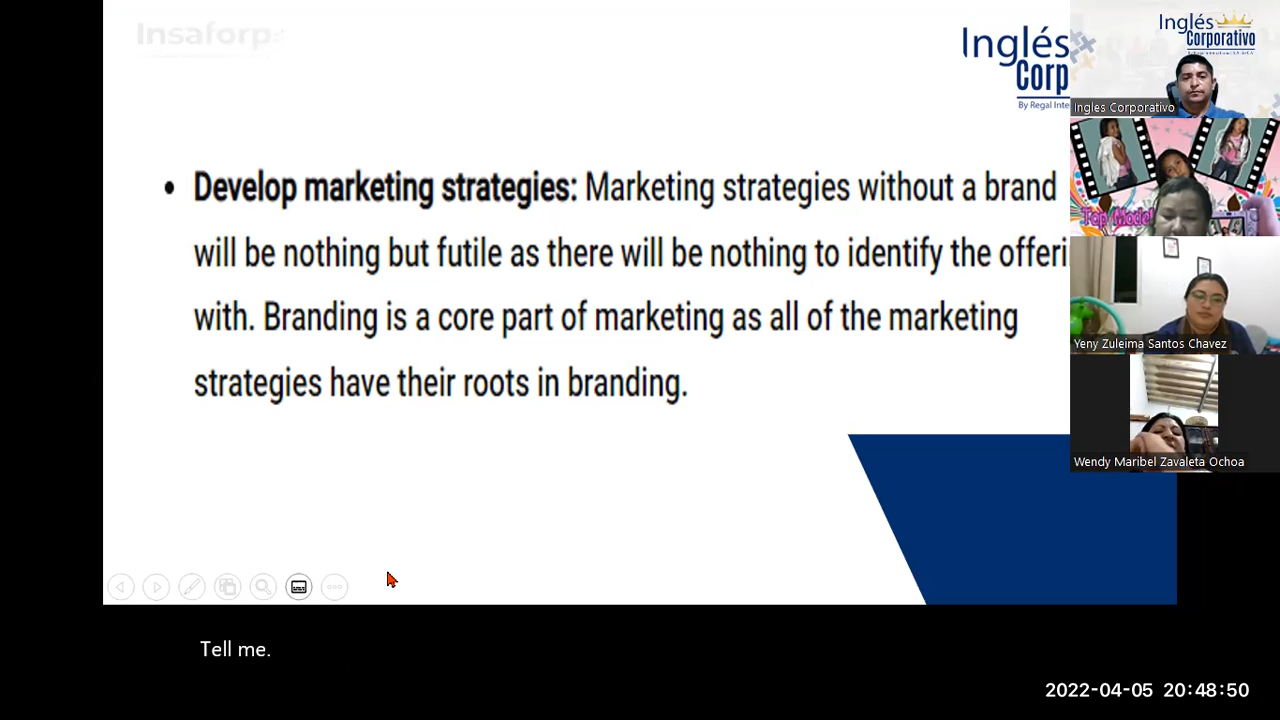 Insaforp
Inglés
Corp
By Regal Inte
• Develop marketing strategies: Marketing strategies without a brand
will be nothing but futile as there will be nothing to identify the offeri
with. Branding is a core part of marketing as all of the marketing
strategies have their roots in branding.
Inglés
Corporativo
Ingles Corporativo
Top Model
Yeny Zuleima Santos Chavez
Wendy Maribel Zavaleta Ochoa
Tell me.
2022-04-05 20:48:50